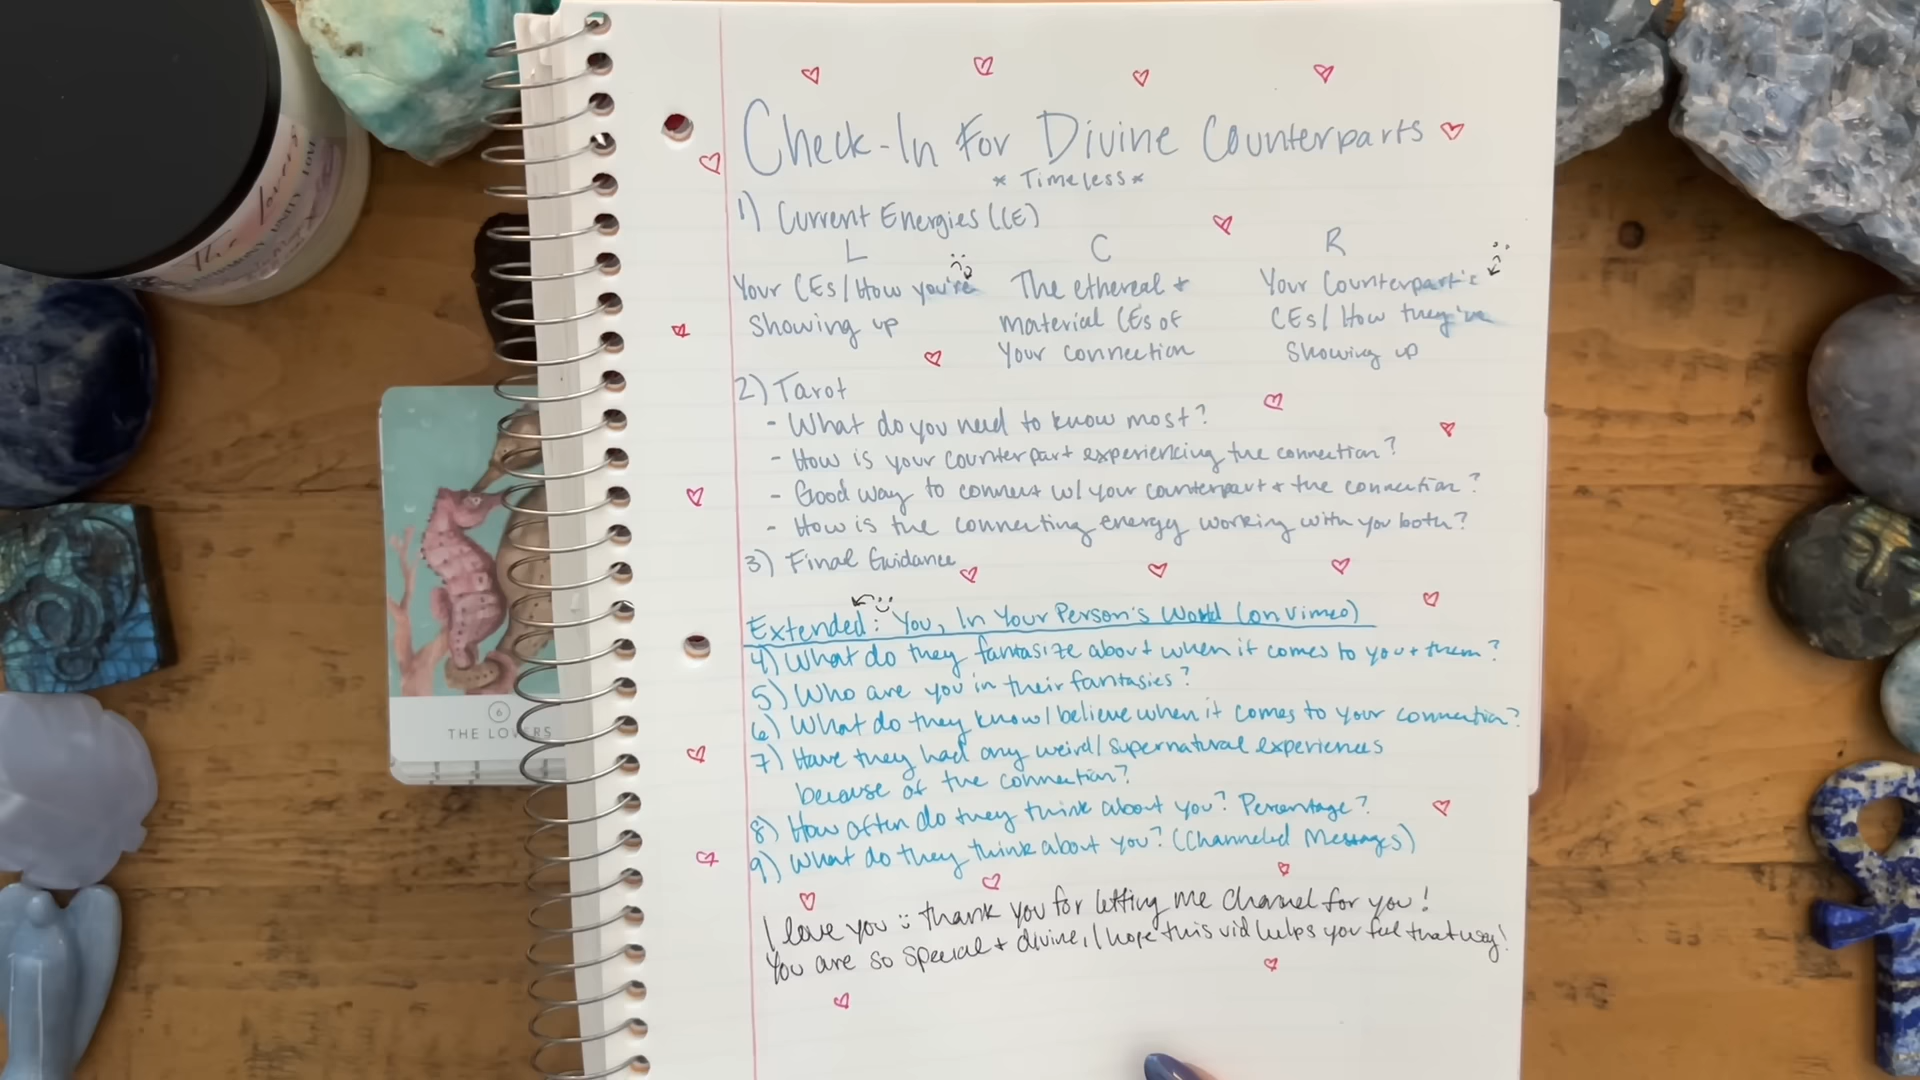 Check-In For Divine Counterparts
* Timeless *
1) Current Energies (CE)
L
C
R
Your CEs/How you're showing up
The ethereal + material CEs of Your connection
Your Counterpart's CEs/How they're showing up
2) Tarot
- What do you need to know most?
- How is your counterpart experiencing the connection?
- Good way to connect w/ your counterpart + the connection?
- How is the connecting energy working with you both?
3) Final Guidance
Extended: You, In Your Person's World (on Vimeo)
4) What do they fantasize about when it comes to you + them?
5) Who are you in their fantasies?
6) What do they know/believe when it comes to your connection?
7) Have they had any weird/supernatural experiences
because of the connection?
8) How often do they think about you? Percentage?
9) What do they think about you? (Channeled Messages)
I love you :) thank you for letting me channel for you!
You are so special + divine, I hope this vid helps you feel that way!
The Lovers
6
THE LOVERS